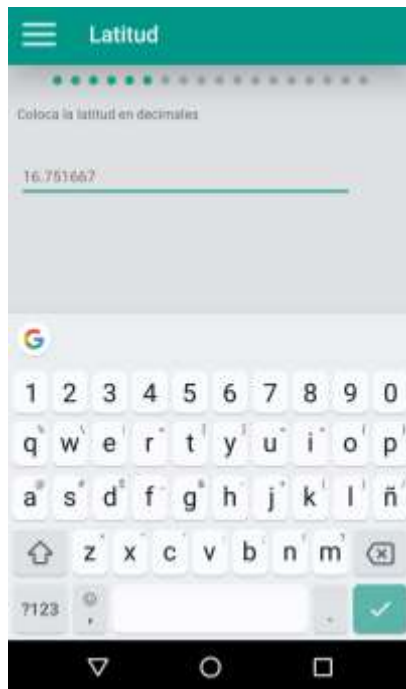 Latitud
Coloca la latitud en decimales
16.751667
G
1 2 3 4 5 6 7 8 9 0
q w e r t y u i o p
a s d f g h j k l ñ
z x c v b n m
?123 , .